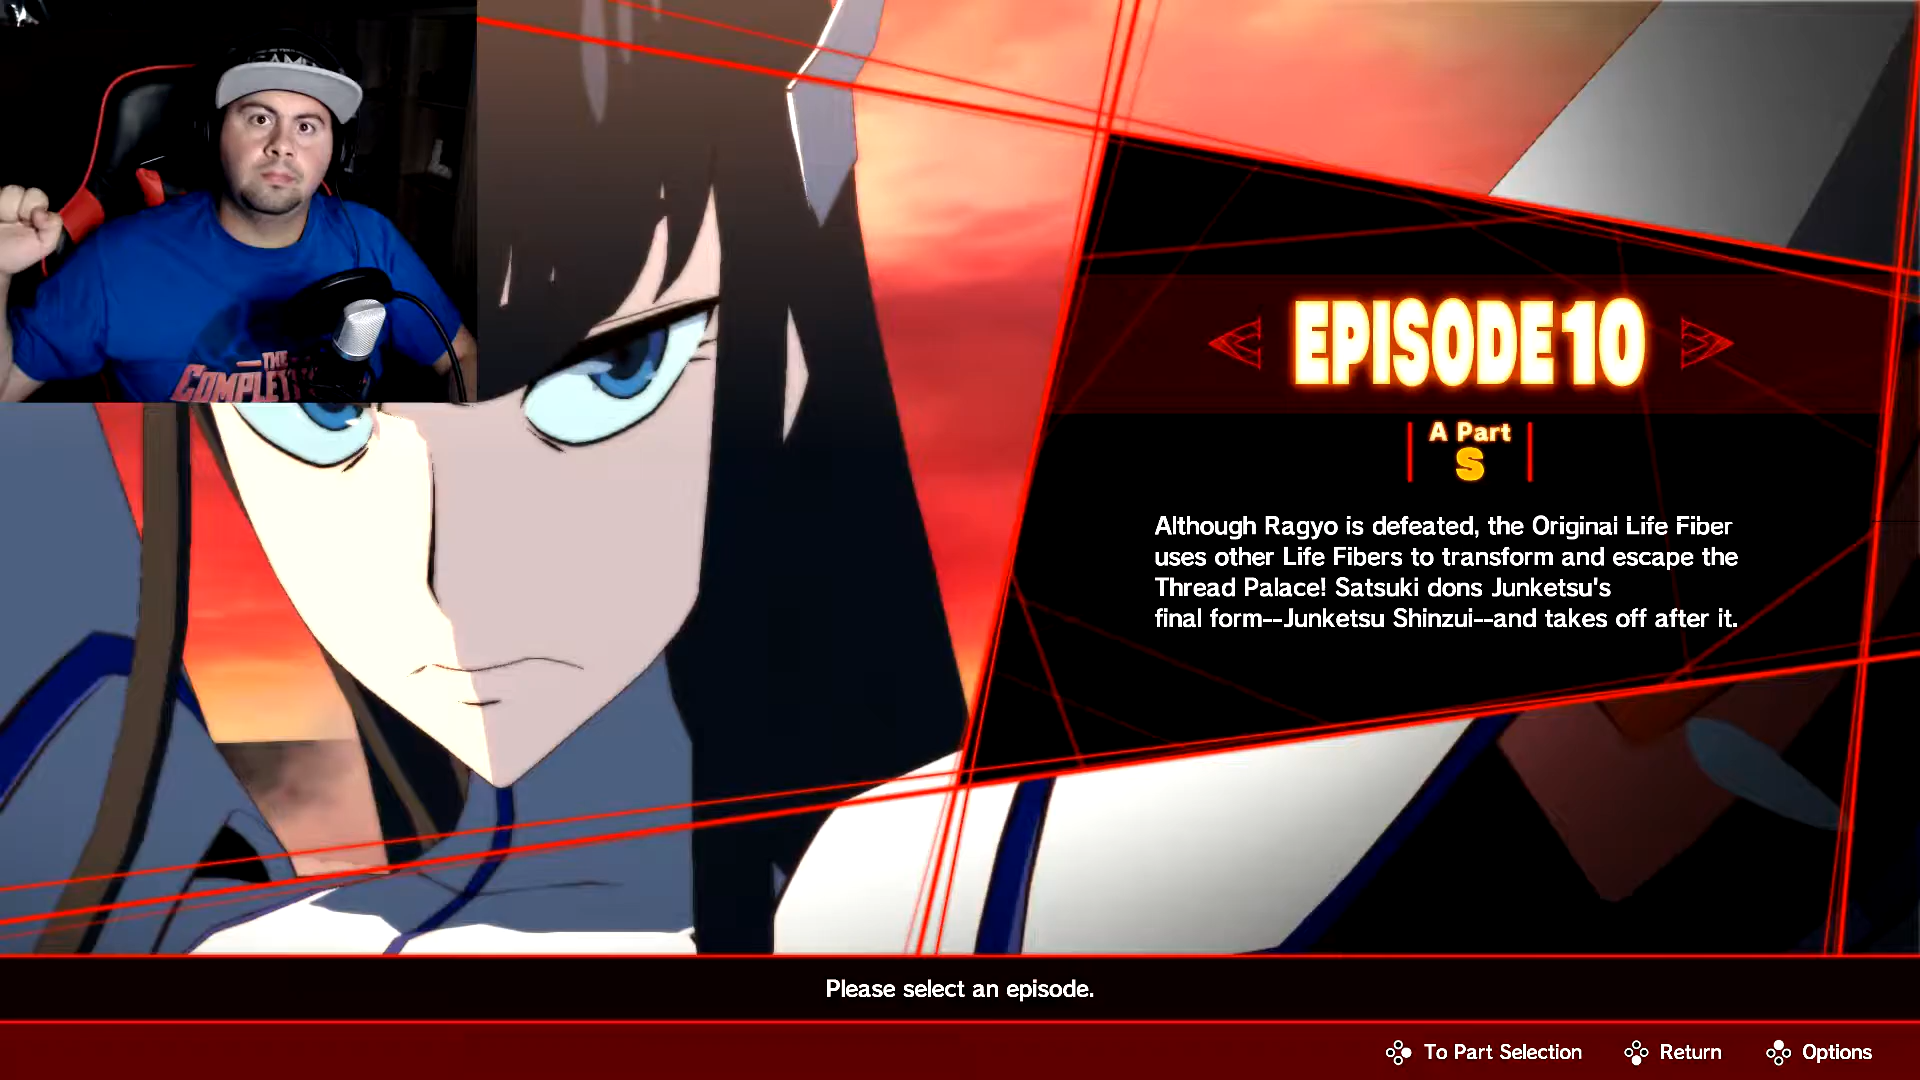 THE
EPISODE 10
A Part
S
Although Ragyo is defeated, the Original Life Fiber
uses other Life Fibers to transform and escape the
Thread Palace! Satsuki dons Junketsu's
final form--Junketsu Shinzui--and takes off after it.
Please select an episode.
To Part Selection
Return
Options